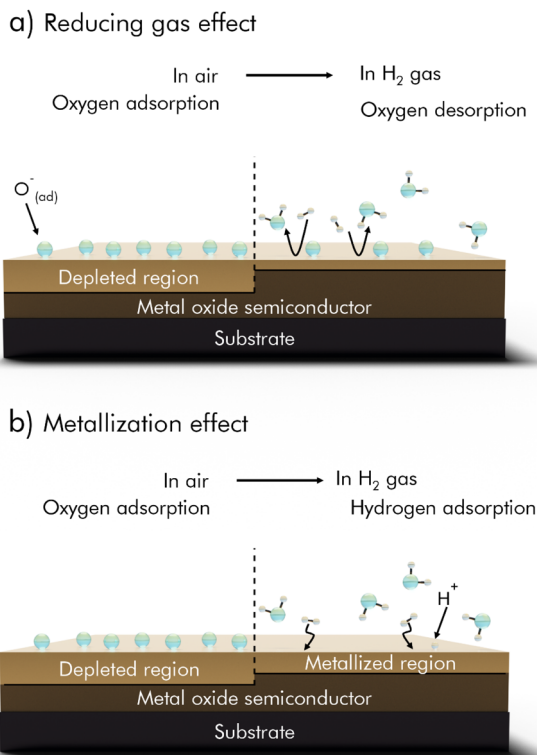 a) Reducing gas effect
In air
In H₂ gas
Oxygen adsorption
Oxygen desorption
O⁻(ad)
Depleted region
Metal oxide semiconductor
Substrate
b) Metallization effect
In air
In H₂ gas
Oxygen adsorption
Hydrogen adsorption
H⁺
Depleted region
Metallized region
Metal oxide semiconductor
Substrate